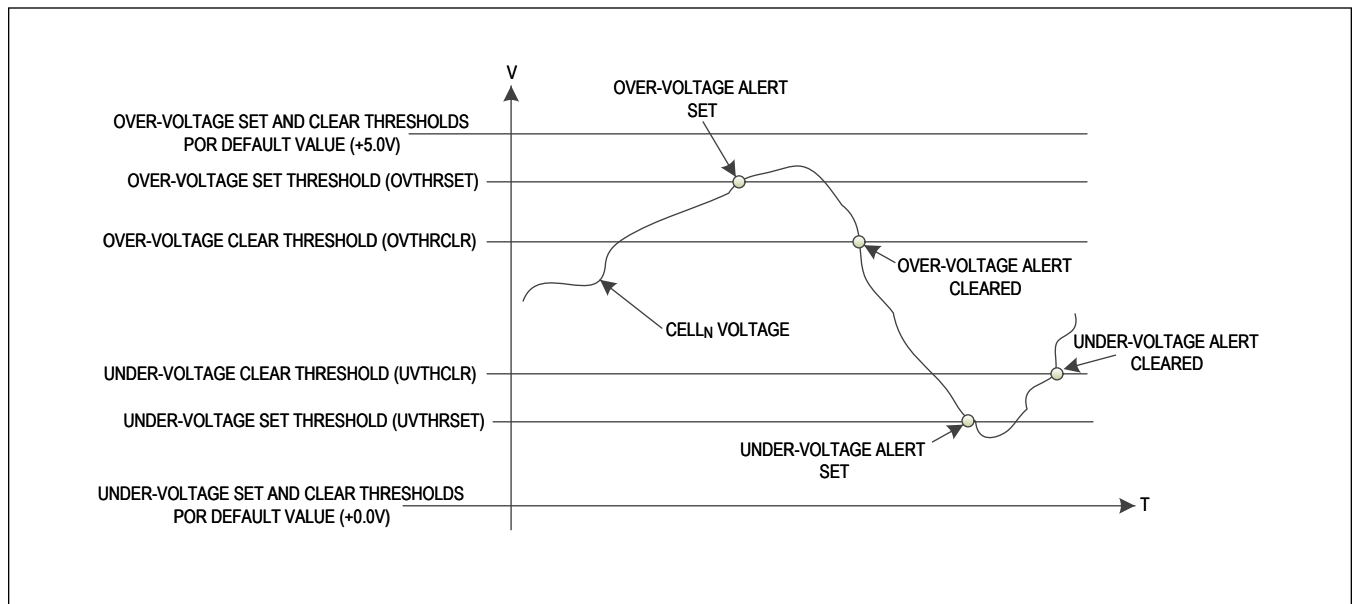 V
OVER-VOLTAGE ALERT
SET
OVER-VOLTAGE SET AND CLEAR THRESHOLDS
POR DEFAULT VALUE (+5.0V)
OVER-VOLTAGE SET THRESHOLD (OVTHRSET)
OVER-VOLTAGE CLEAR THRESHOLD (OVTHRCLR)
OVER-VOLTAGE ALERT
CLEARED
CELLN VOLTAGE
UNDER-VOLTAGE ALERT
CLEARED
UNDER-VOLTAGE CLEAR THRESHOLD (UVTHCLR)
UNDER-VOLTAGE SET THRESHOLD (UVTHRSET)
UNDER-VOLTAGE ALERT
SET
UNDER-VOLTAGE SET AND CLEAR THRESHOLDS
POR DEFAULT VALUE (+0.0V)
T